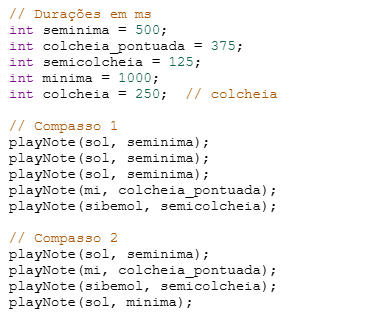 // Durações em ms
int seminima = 500;
int colcheia_pontuada = 375;
int semicolcheia = 125;
int minima = 1000;
int colcheia = 250;  // colcheia
// Compasso 1
playNote(sol, seminima);
playNote(sol, seminima);
playNote(sol, seminima);
playNote(mi, colcheia_pontuada);
playNote(sibemol, semicolcheia);
// Compasso 2
playNote(sol, seminima);
playNote(mi, colcheia_pontuada);
playNote(sibemol, semicolcheia);
playNote(sol, minima);